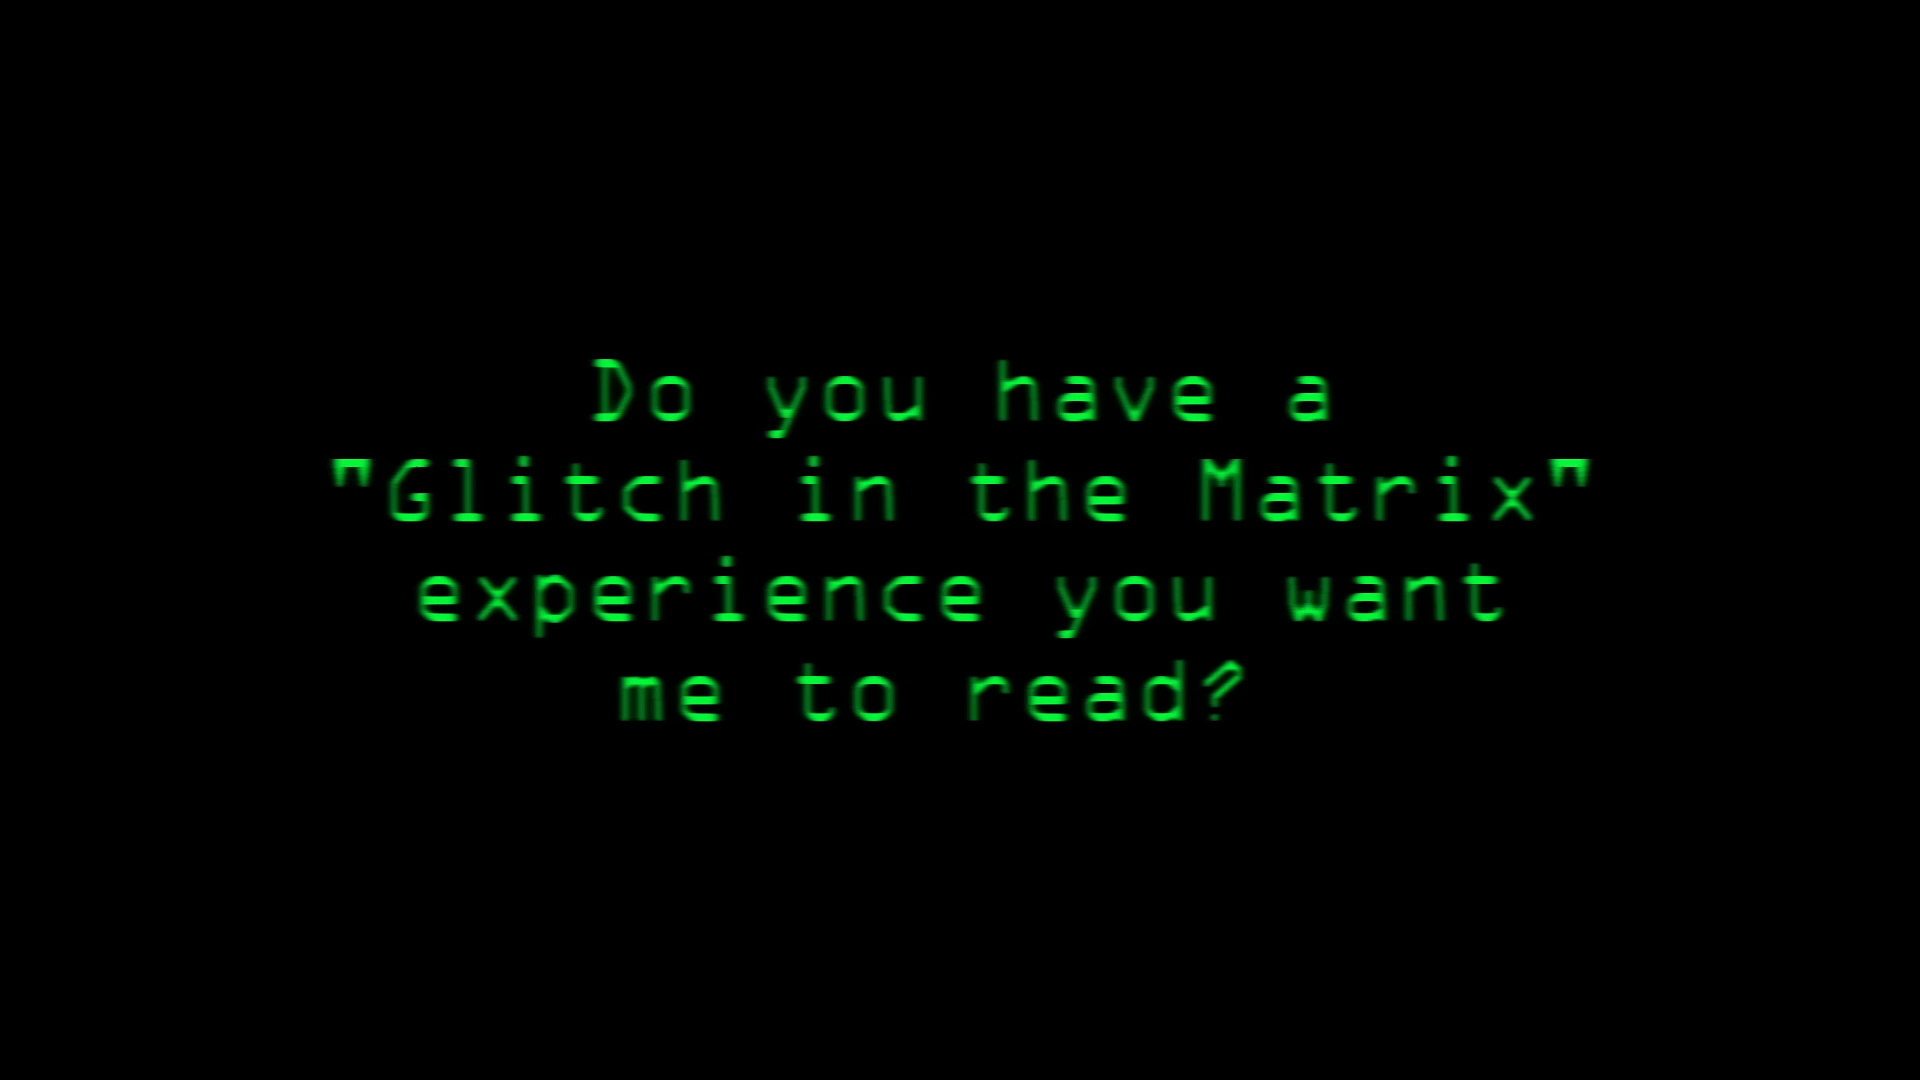 Do you have a
"Glitch in the Matrix"
experience you want
me to read?